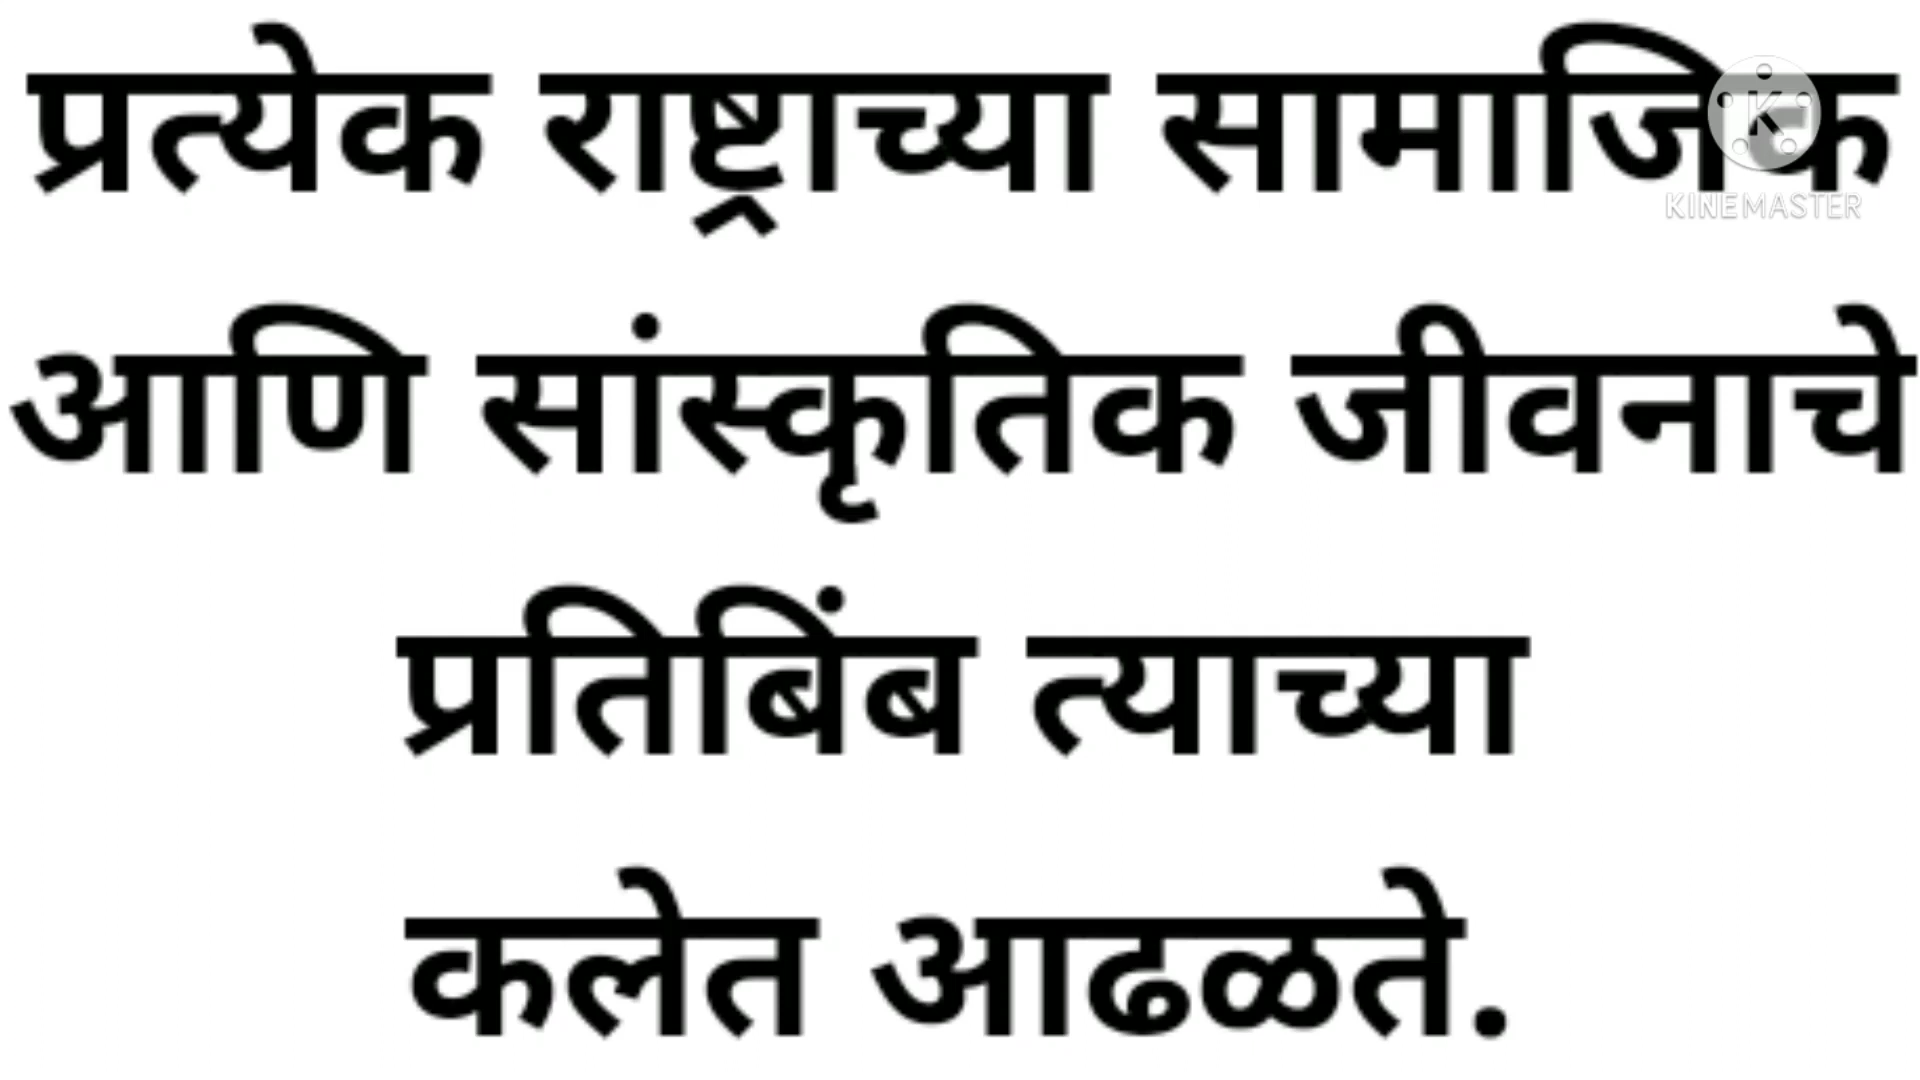 प्रत्येक राष्ट्राच्या सामाजिक
KINEMASTER
आणि सांस्कृतिक जीवनाचे
प्रतिबिंब त्याच्या
कलेत आढळते.